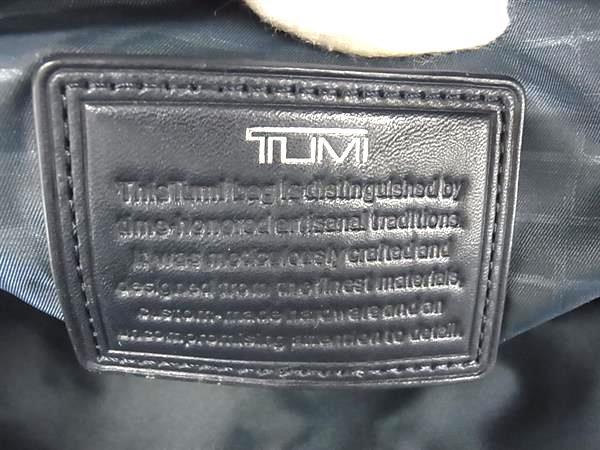 TUMI
This Tumi bag is distinguished by
time-honored artisanal traditions.
It was meticulously crafted and
designed from the finest materials,
custom-made hardware and an
uncompromising attention to detail.